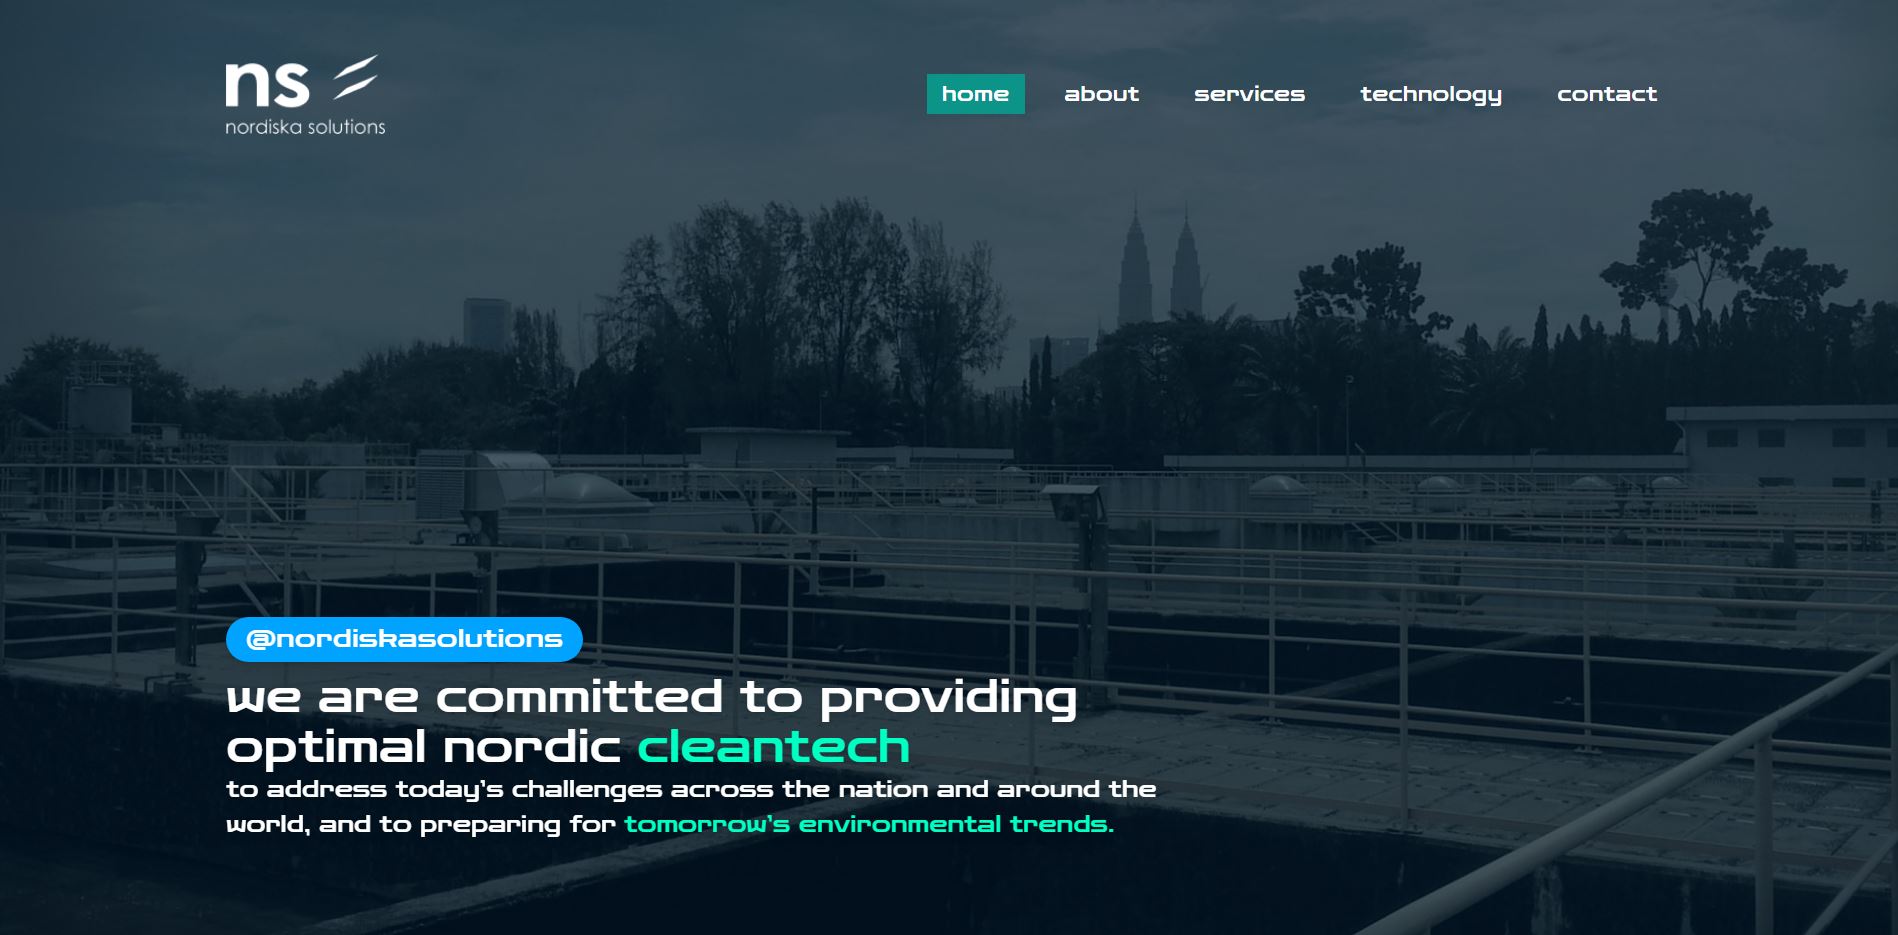 ns
nordiska solutions
home about services technology contact
@nordiskasolutions
we are committed to providing
optimal nordic cleantech
to address today's challenges across the nation and around the
world, and to preparing for tomorrow's environmental trends.